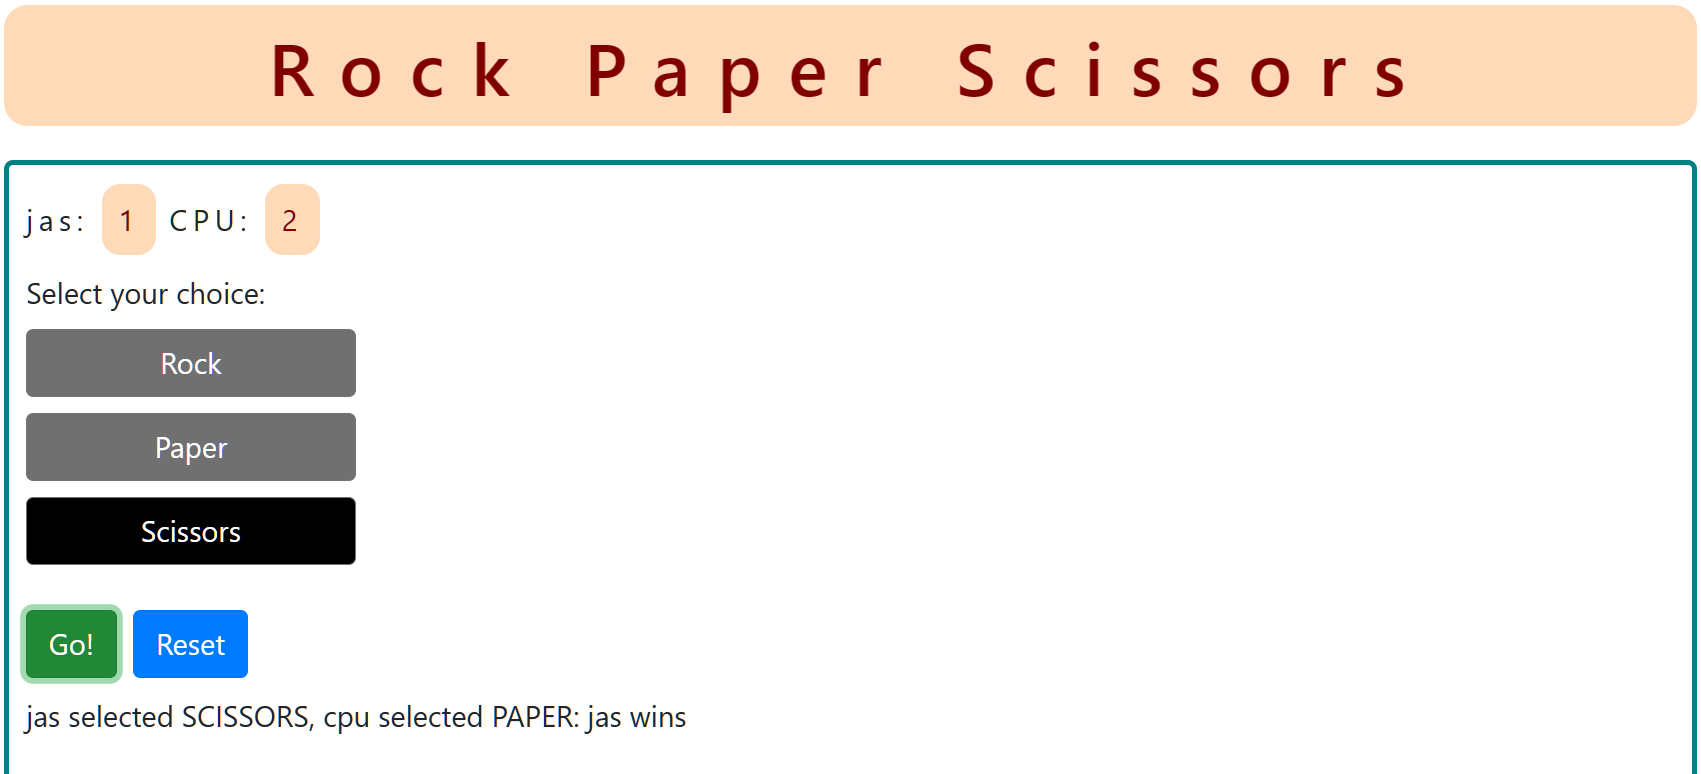 Rock Paper Scissors
jas: 1 CPU: 2
Select your choice:
Rock
Paper
Scissors
Go! Reset
jas selected SCISSORS, cpu selected PAPER: jas wins